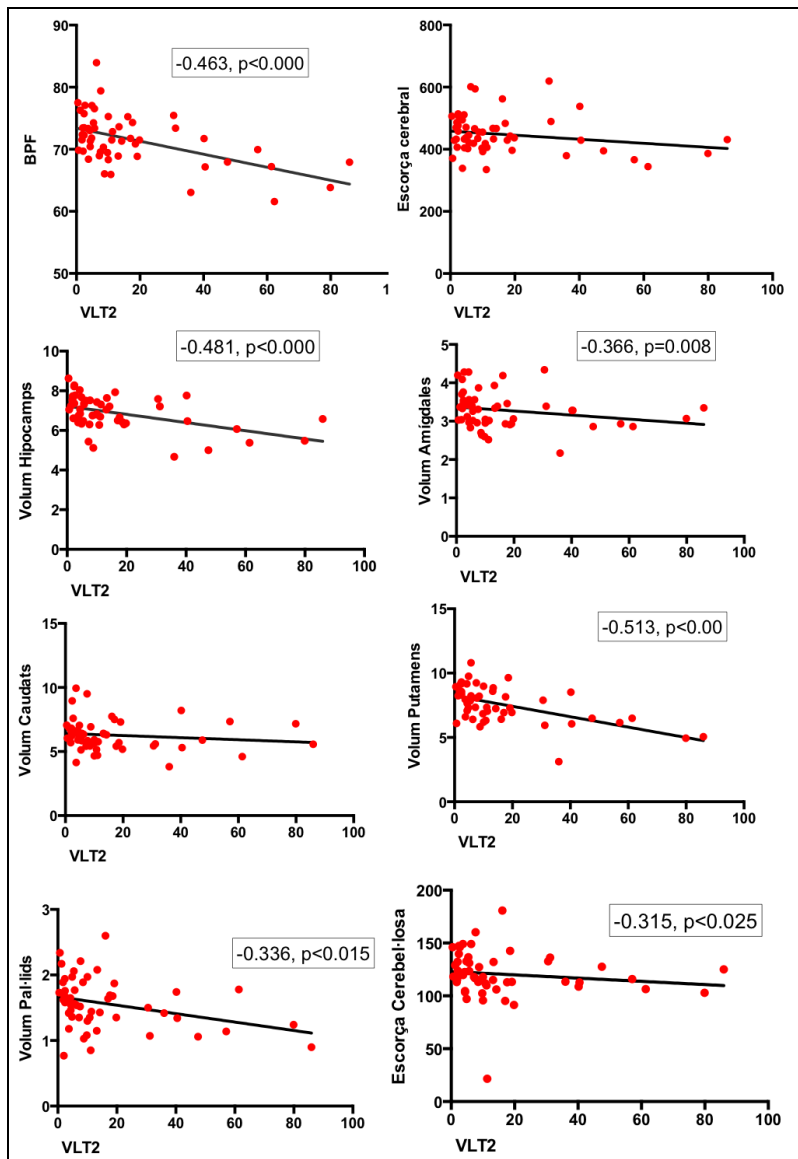 -0.463, p<0.000
BPF
90
80
70
60
50
0 20 40 60 80 1
VLT2
Escorça cerebral
800
600
400
200
0
0 20 40 60 80 100
VLT2
-0.481, p<0.000
Volum Hipocamps
10
8
6
4
2
0
0 20 40 60 80 100
VLT2
-0.366, p=0.008
Volum Amigdales
5
4
3
2
1
0
0 20 40 60 80 100
VLT2
Volum Caudats
15
10
5
0
0 20 40 60 80 100
VLT2
-0.513, p<0.00
Volum Putamens
15
10
5
0
0 20 40 60 80 100
VLT2
-0.336, p<0.015
Volum Pal·lids
3
2
1
0
0 20 40 60 80 100
VLT2
-0.315, p<0.025
Escorça Cerebel·losa
200
150
100
50
0
0 20 40 60 80 100
VLT2